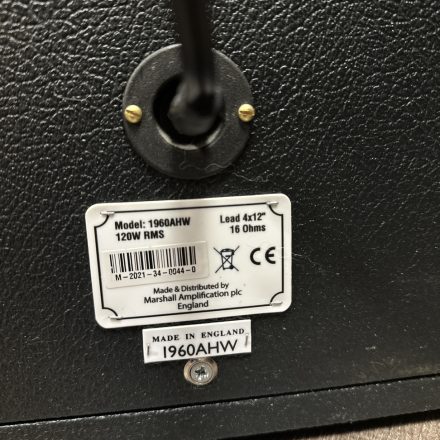 Model: 1960AHW
120W RMS
Lead 4x12"
16 Ohms
M-2021-34-0044-0
CE
Made & Distributed by
Marshall Amplification plc
England
MADE IN ENGLAND
1960AHW